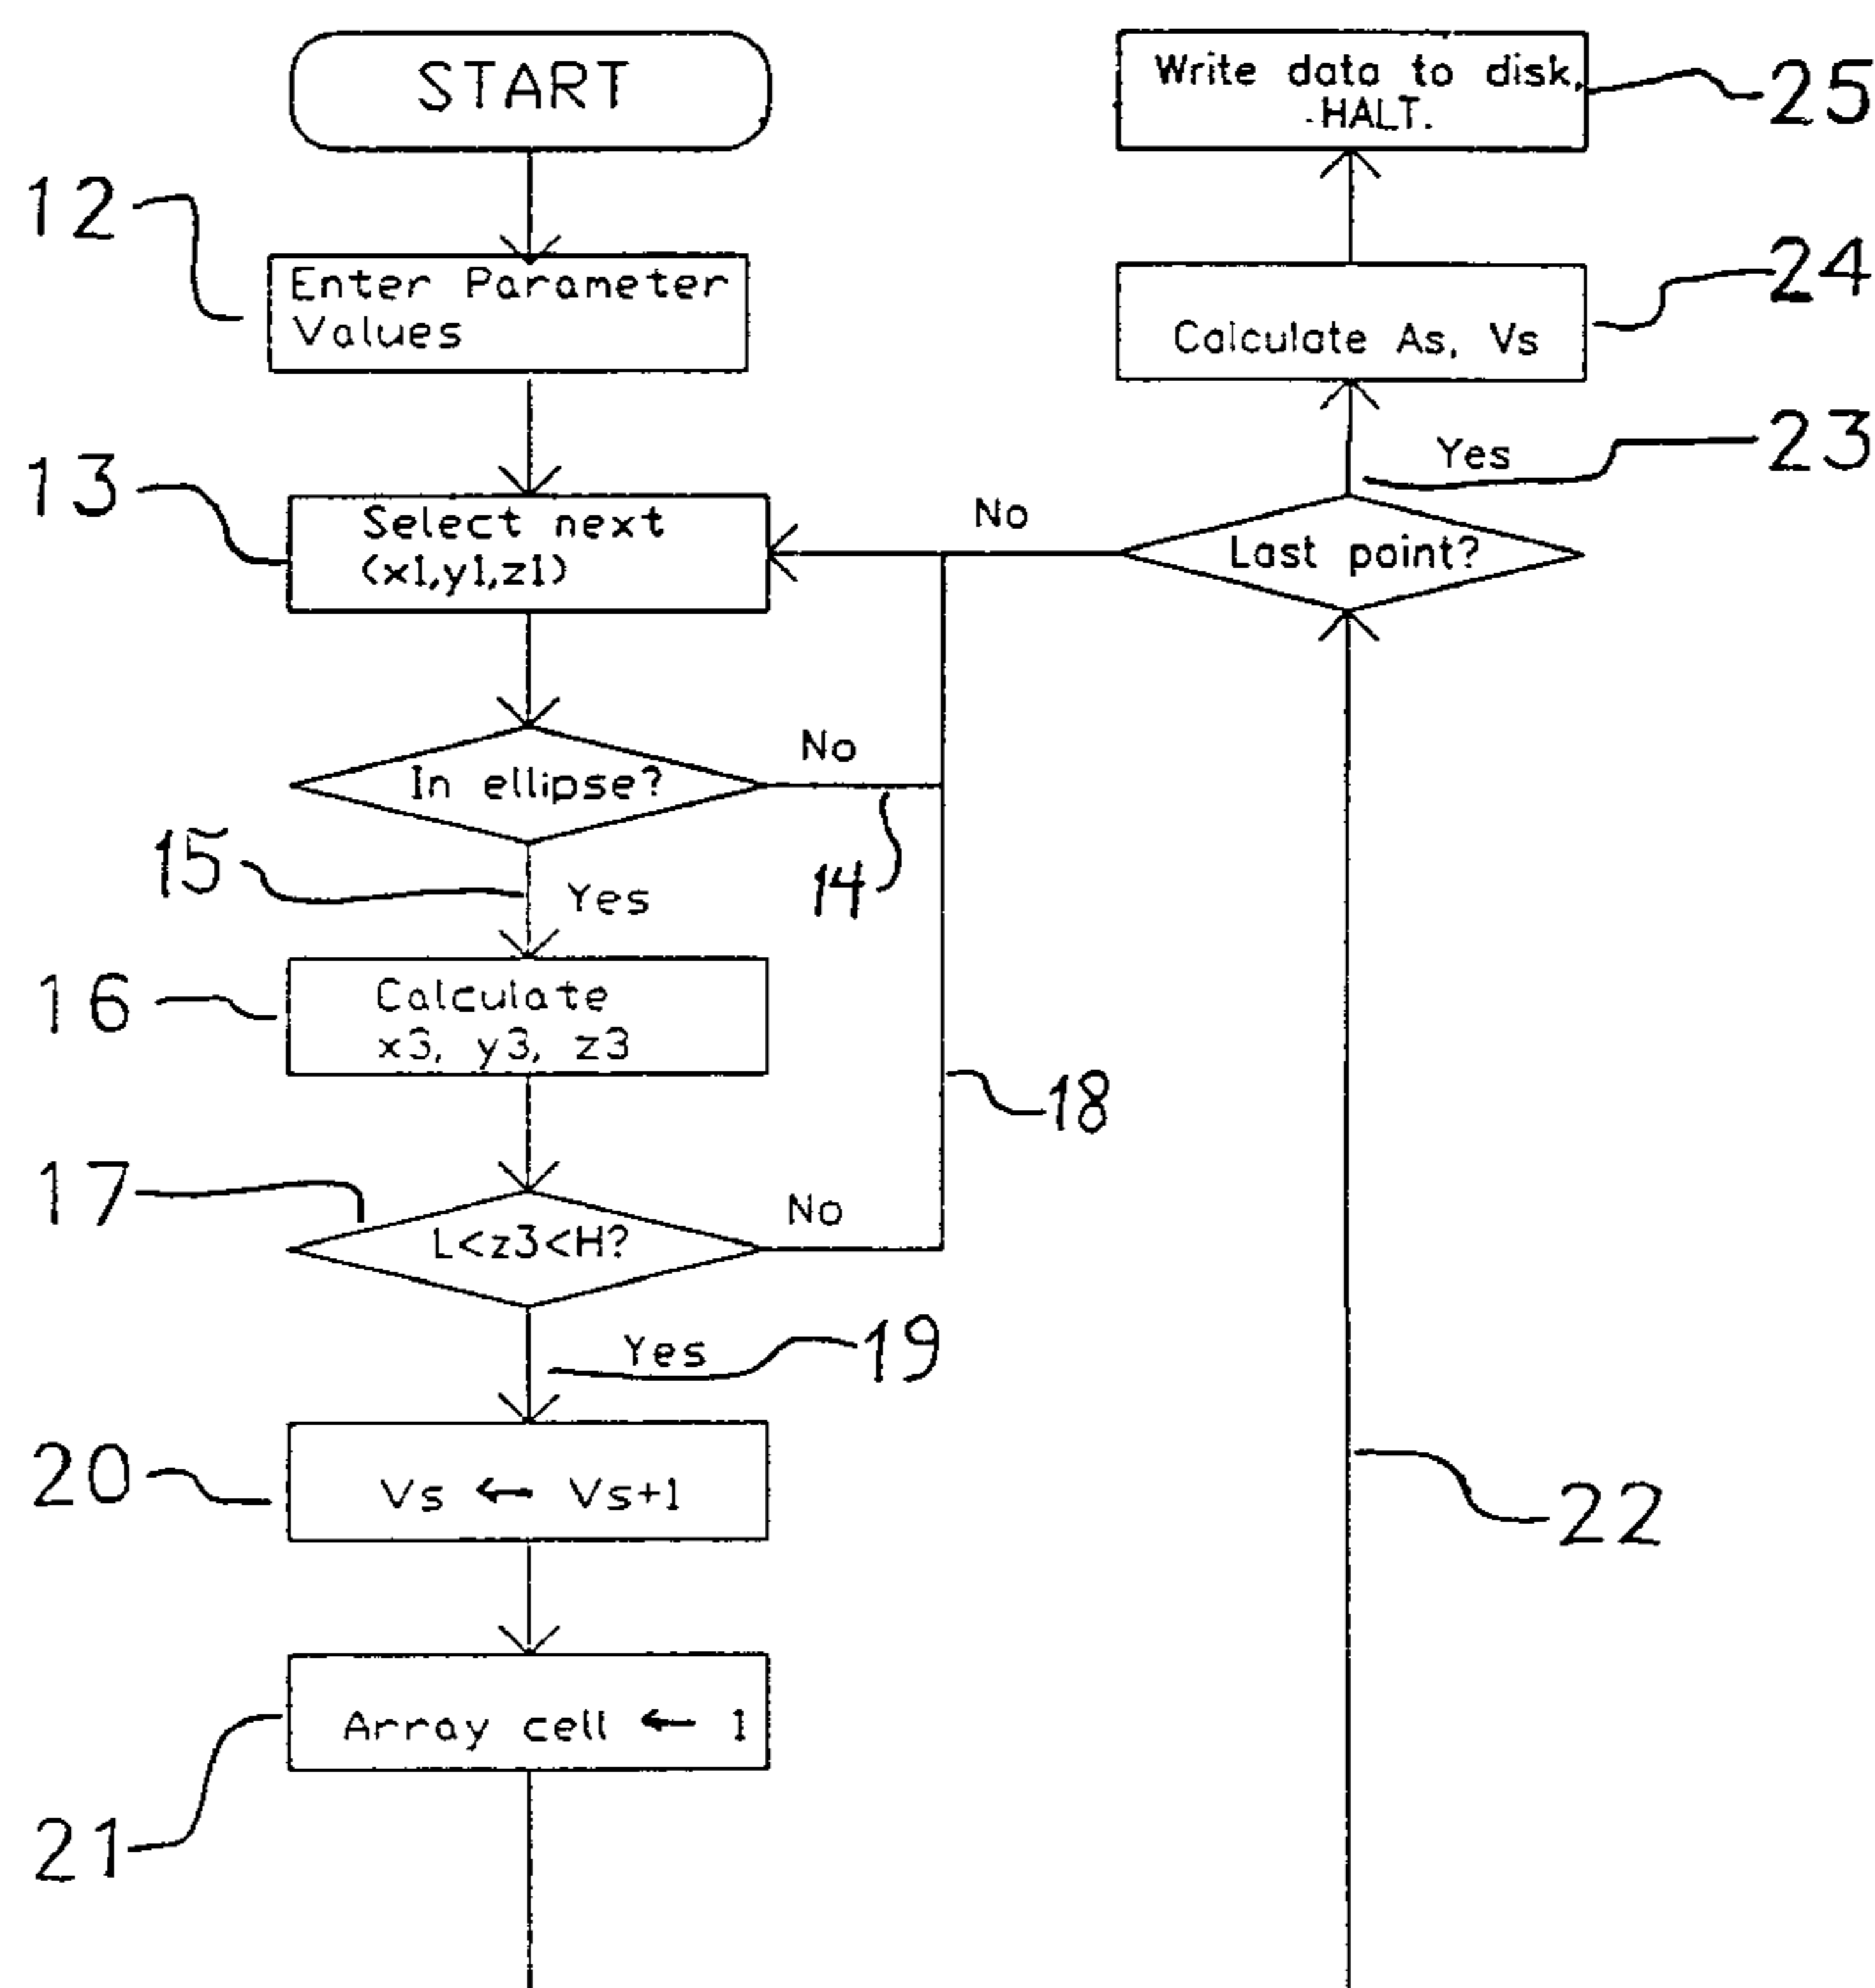 START
12
Enter Parameter
Values
13
Select next
(x1,y1,z1)
In ellipse?
No
14
15
Yes
16
Calculate
x3, y3, z3
17
L<z3<H?
No
18
Yes
19
20
Vs ← Vs+1
21
Array cell ← 1
22
Last point?
No
Yes
23
Calculate As, Vs
24
Write data to disk.
-HALT.
25